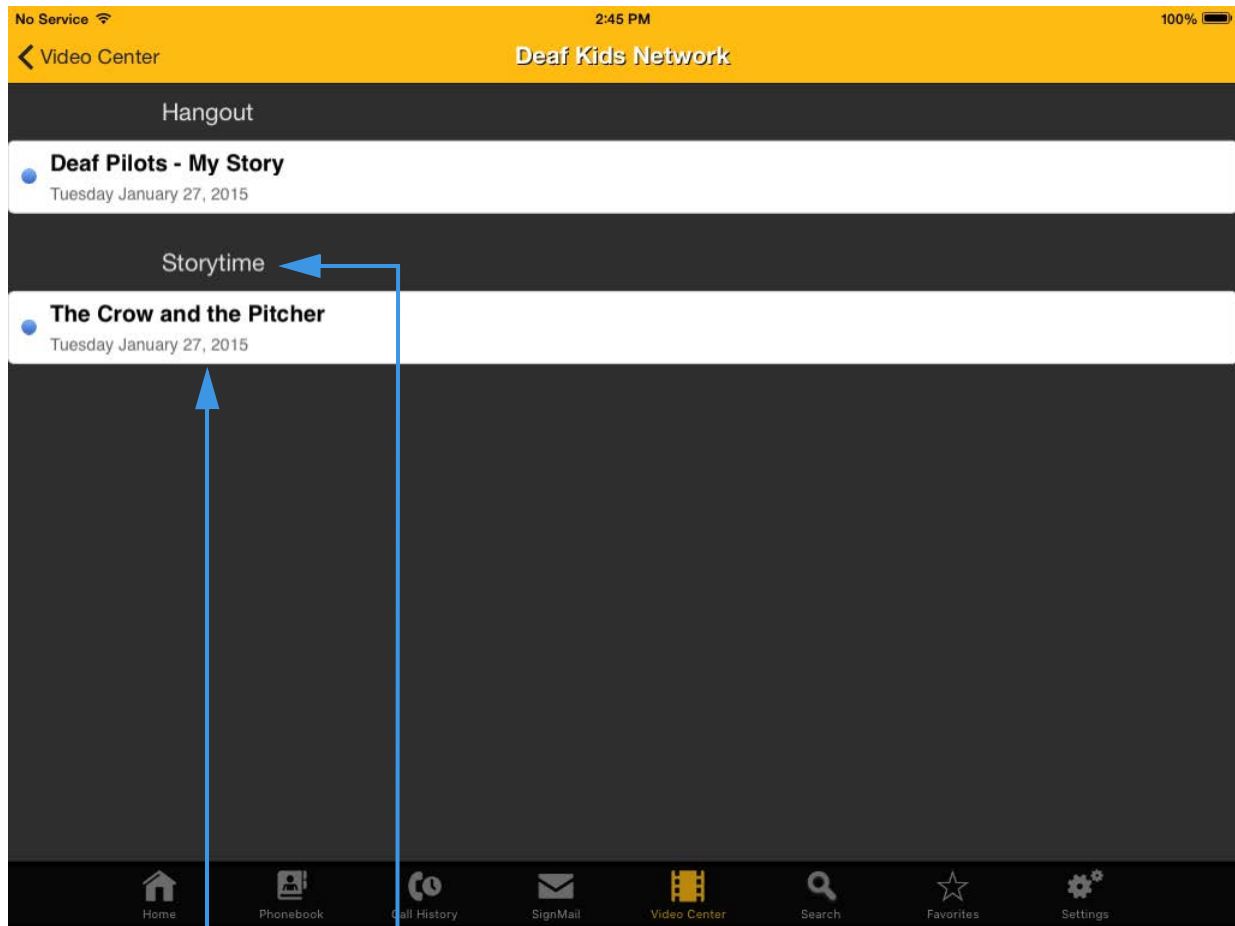 No Service 2:45 PM 100%
Video Center Deaf Kids Network
Hangout
Deaf Pilots - My Story
Tuesday January 27, 2015
Storytime
The Crow and the Pitcher
Tuesday January 27, 2015
Home Phonebook Call History SignMail Video Center Search Favorites Settings